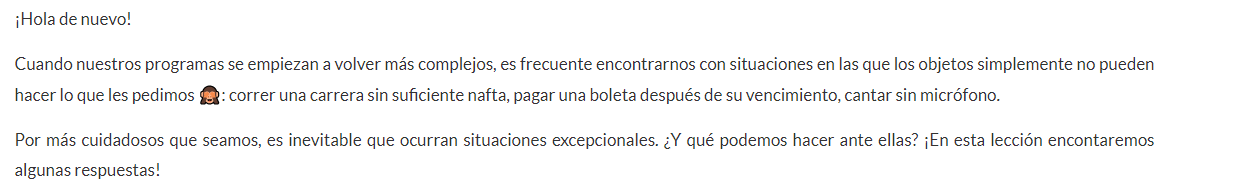 ¡Hola de nuevo!
Cuando nuestros programas se empiezan a volver más complejos, es frecuente encontrarnos con situaciones en las que los objetos simplemente no pueden
hacer lo que les pedimos 🙊: correr una carrera sin suficiente nafta, pagar una boleta después de su vencimiento, cantar sin micrófono.
Por más cuidadosos que seamos, es inevitable que ocurran situaciones excepcionales. ¿Y qué podemos hacer ante ellas? ¡En esta lección encontaremos
algunas respuestas!